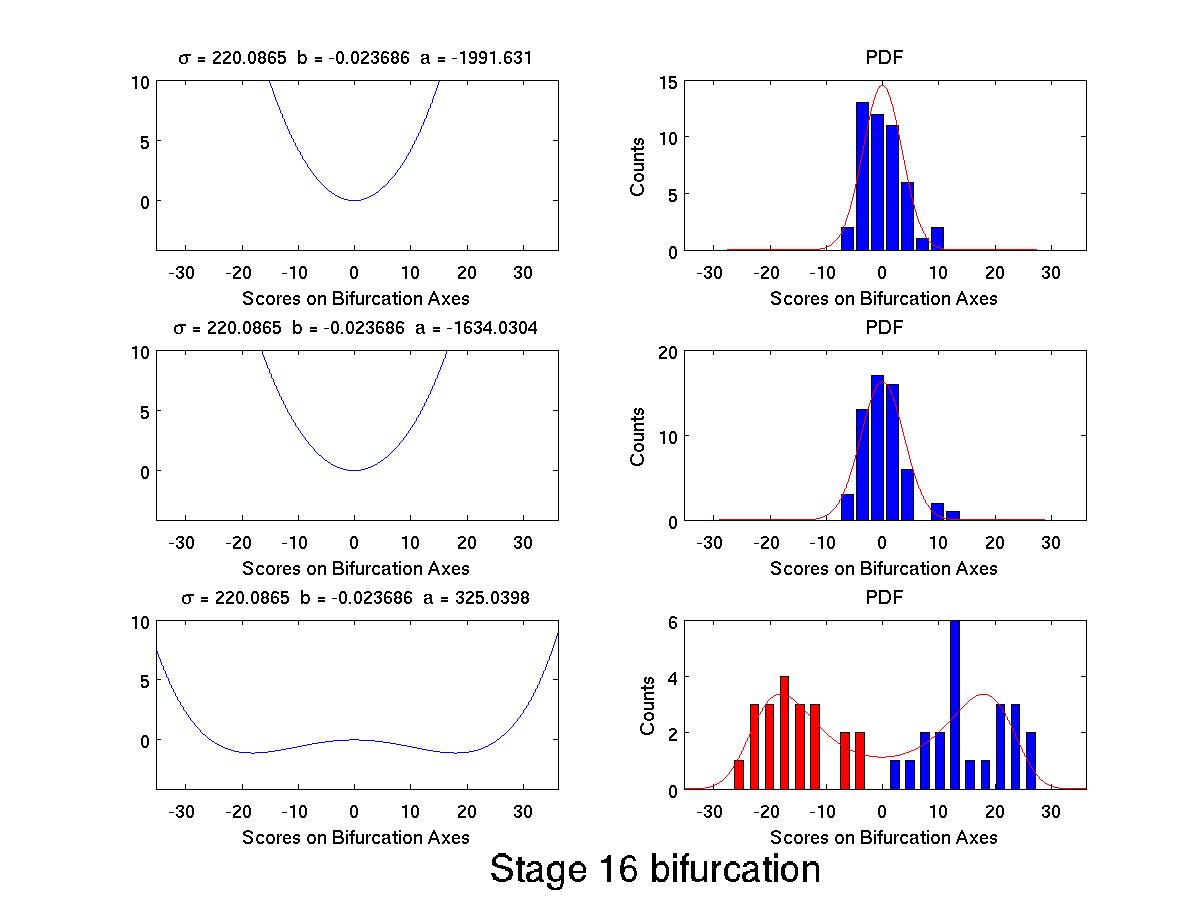 σ = 220.0865 b = -0.023686 a = -1991.631
PDF
10
5
0
-30 -20 -10 0 10 20 30
Scores on Bifurcation Axes
15
10
5
0
Counts
-30 -20 -10 0 10 20 30
Scores on Bifurcation Axes
σ = 220.0865 b = -0.023686 a = -1634.0304
PDF
10
5
0
-30 -20 -10 0 10 20 30
Scores on Bifurcation Axes
20
10
0
Counts
-30 -20 -10 0 10 20 30
Scores on Bifurcation Axes
σ = 220.0865 b = -0.023686 a = 325.0398
PDF
10
5
0
-30 -20 -10 0 10 20 30
Scores on Bifurcation Axes
6
4
2
0
Counts
-30 -20 -10 0 10 20 30
Scores on Bifurcation Axes
Stage 16 bifurcation